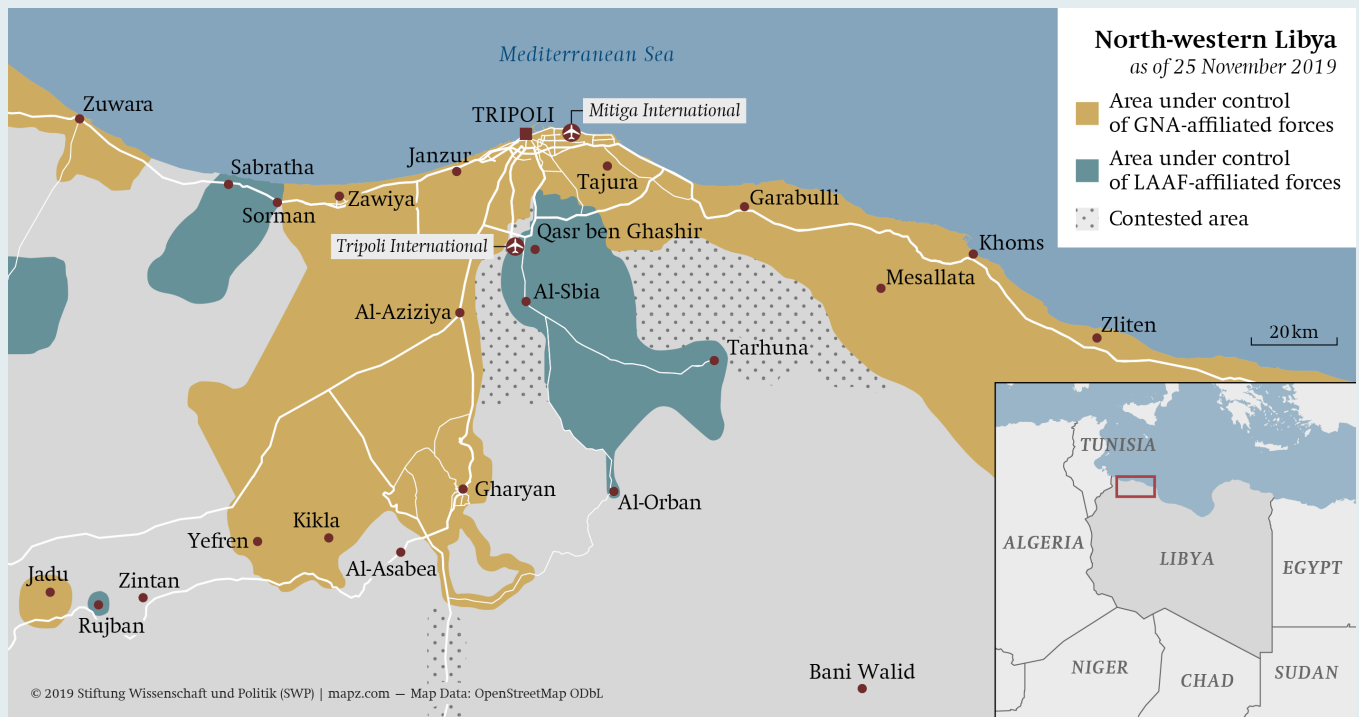 Mediterranean Sea
North-western Libya
as of 25 November 2019
Area under control
of GNA-affiliated forces
Area under control
of LAAF-affiliated forces
Contested area
Zuwara
TRIPOLI
Mitiga International
Sabratha
Janzur
Tajura
Sorman
Zawiya
Garabulli
Tripoli International
Qasr ben Ghashir
Khoms
Mesallata
Al-Sbia
Al-Aziziya
Zliten
20 km
Tarhuna
Gharyan
Al-Orban
Kikla
Yefren
Al-Asabea
Jadu
Zintan
Rujban
Bani Walid
TUNISIA
ALGERIA
LIBYA
EGYPT
NIGER
CHAD
SUDAN
© 2019 Stiftung Wissenschaft und Politik (SWP) | mapz.com — Map Data: OpenStreetMap ODbL